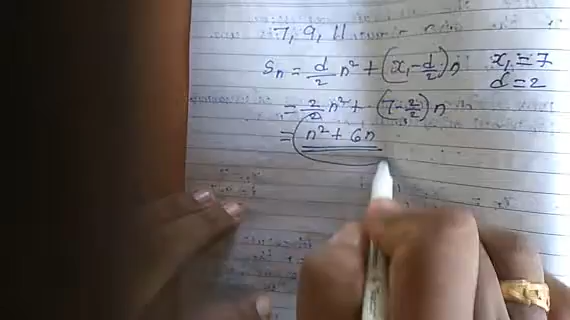 7, 9, 11
Sn = d/2 n² + (x₁ - d/2) n
x₁ = 7
d = 2
= 2/2 n² + (7 - 2/2) n
= n² + 6n